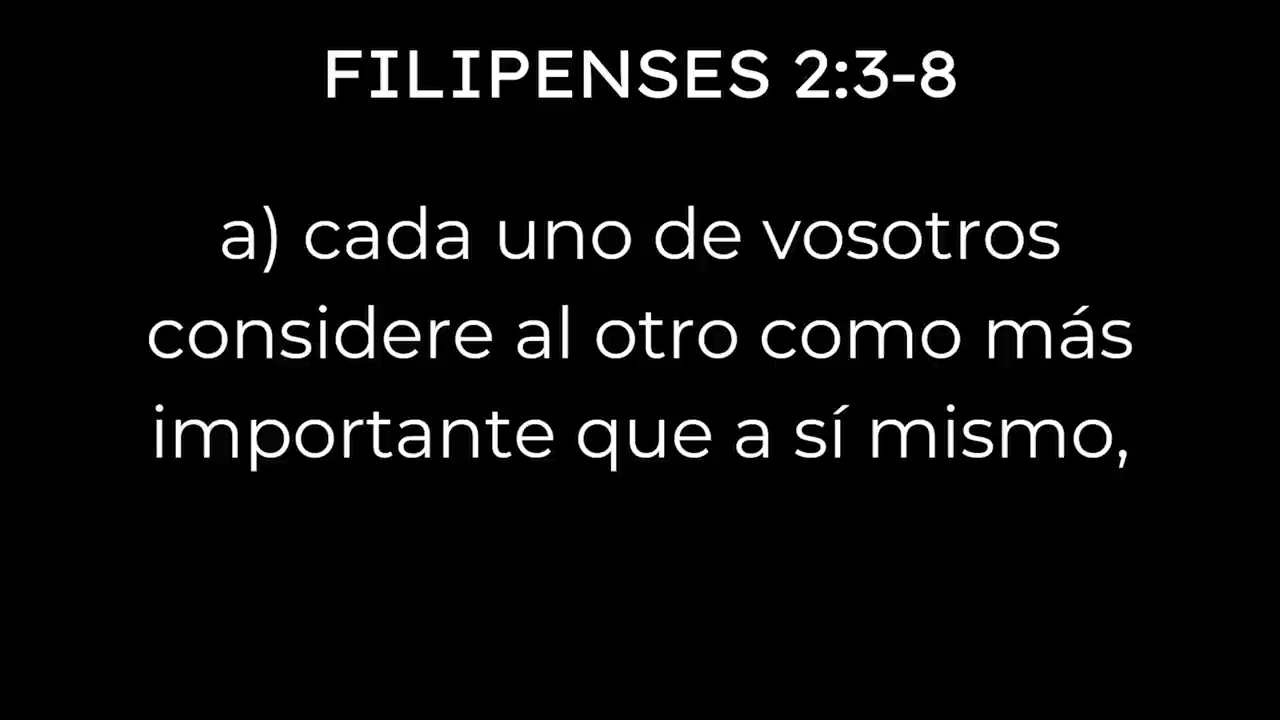 FILIPENSES 2:3-8
a) cada uno de vosotros
considere al otro como más
importante que a sí mismo,